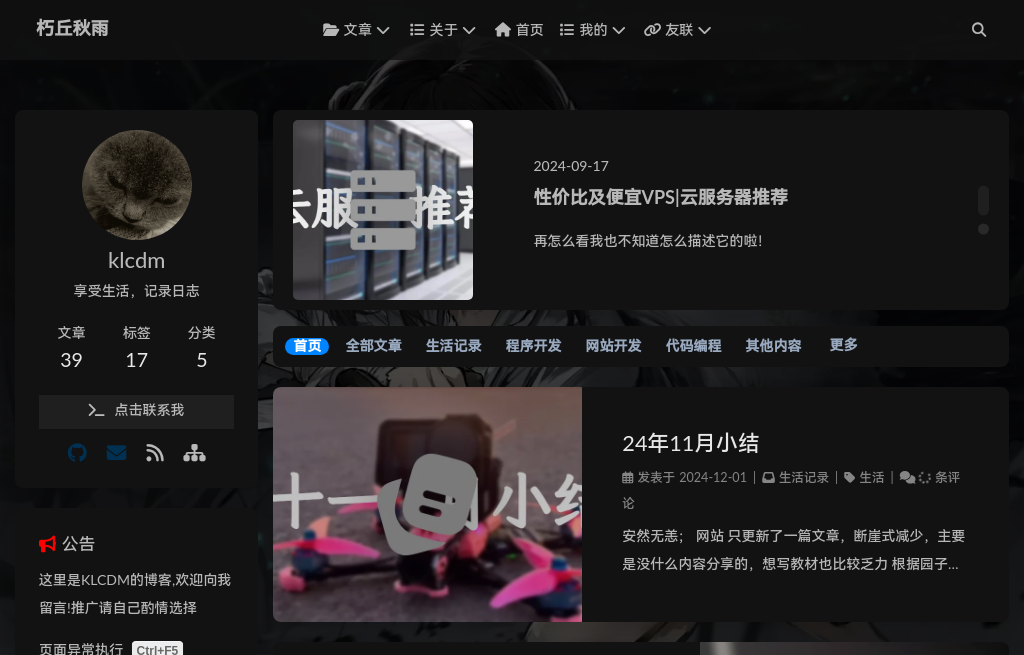 朽丘秋雨
文章 关于 首页 我的 友联
klcdm
享受生活，记录日志
文章 标签 分类
39 17 5
点击联系我
公告
这里是KLCDM的博客,欢迎向我
留言!推广请自己酌情选择
页面异常执行 Ctrl+F5
云服 推荐
2024-09-17
性价比及便宜VPS|云服务器推荐
再怎么看我也不知道怎么描述它的啦！
首页 全部文章 生活记录 程序开发 网站开发 代码编程 其他内容 更多
十一 小结
24年11月小结
发表于 2024-12-01 | 生活记录 | 生活 | 条评
论
安然无恙； 网站 只更新了一篇文章，断崖式减少，主要
是没什么内容分享的，想写教材也比较乏力 根据园子...